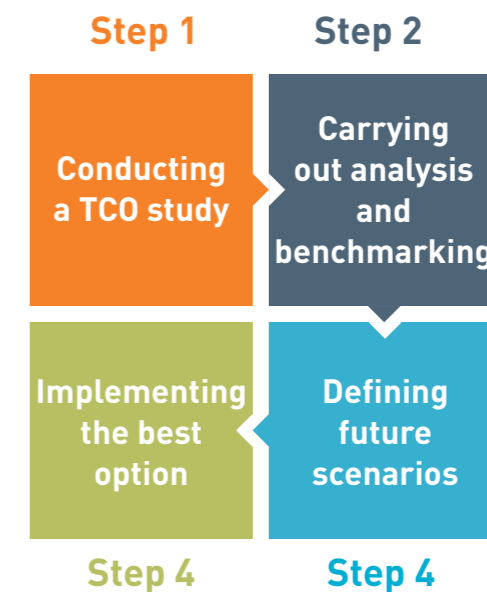 Step 1
Step 2
Conducting
a TCO study
Carrying
out analysis
and
benchmarking
Implementing
the best
option
Defining
future
scenarios
Step 4
Step 4